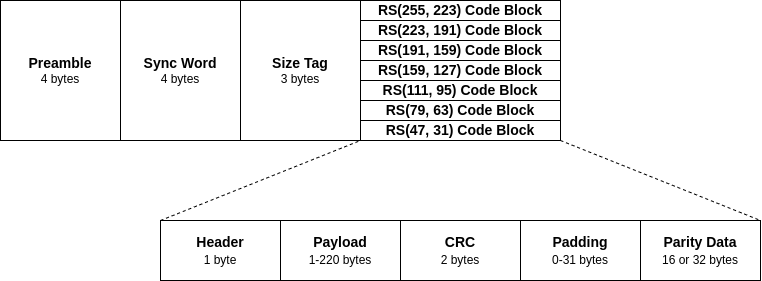 Preamble
4 bytes
Sync Word
4 bytes
Size Tag
3 bytes
RS(255, 223) Code Block
RS(223, 191) Code Block
RS(191, 159) Code Block
RS(159, 127) Code Block
RS(111, 95) Code Block
RS(79, 63) Code Block
RS(47, 31) Code Block
Header
1 byte
Payload
1-220 bytes
CRC
2 bytes
Padding
0-31 bytes
Parity Data
16 or 32 bytes